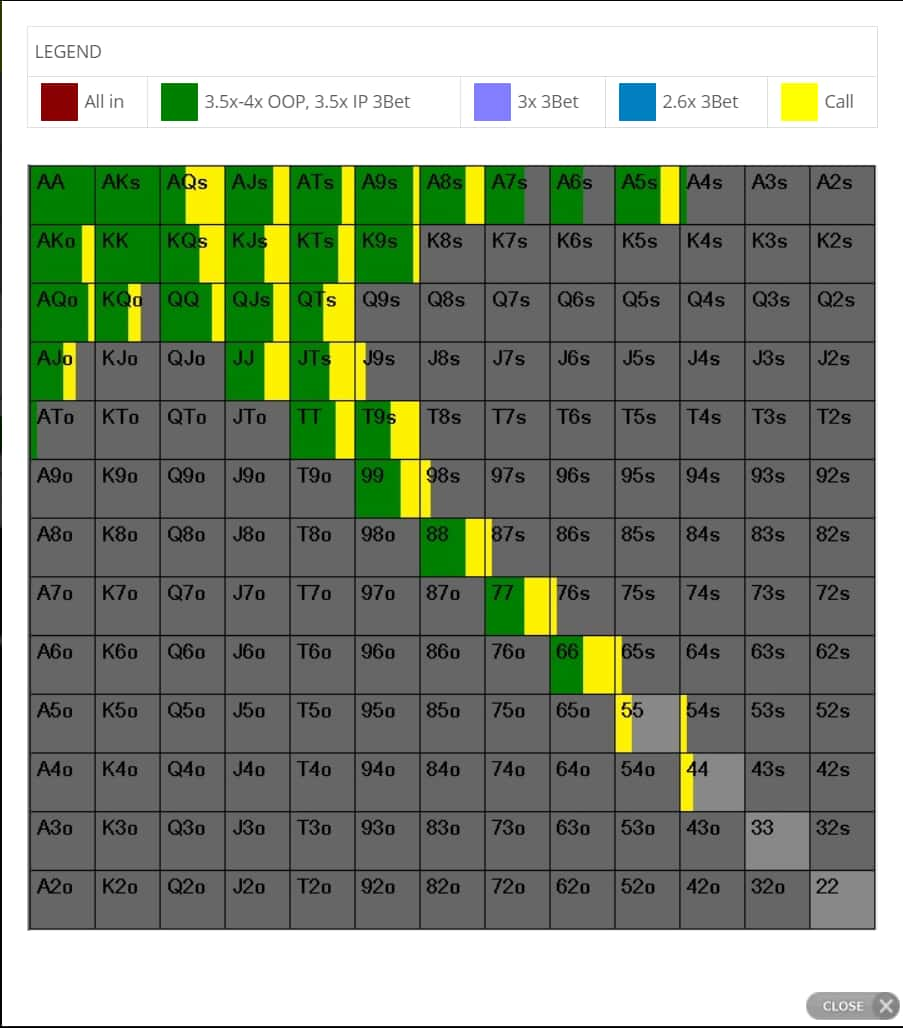 LEGEND
All in 3.5x-4x OOP, 3.5x IP 3Bet 3x 3Bet 2.6x 3Bet Call
AA AKs AQs AJs ATs A9s A8s A7s A6s A5s A4s A3s A2s
AKo KK KQs KJs KTs K9s K8s K7s K6s K5s K4s K3s K2s
AQo KQo QQ QJs QTs Q9s Q8s Q7s Q6s Q5s Q4s Q3s Q2s
AJo KJo QJo JJ JTs J9s J8s J7s J6s J5s J4s J3s J2s
ATo KTo QTo JTo TT T9s T8s T7s T6s T5s T4s T3s T2s
A9o K9o Q9o J9o T9o 99 98s 97s 96s 95s 94s 93s 92s
A8o K8o Q8o J8o T8o 98o 88 87s 86s 85s 84s 83s 82s
A7o K7o Q7o J7o T7o 97o 87o 77 76s 75s 74s 73s 72s
A6o K6o Q6o J6o T6o 96o 86o 76o 66 65s 64s 63s 62s
A5o K5o Q5o J5o T5o 95o 85o 75o 65o 55 54s 53s 52s
A4o K4o Q4o J4o T4o 94o 84o 74o 64o 54o 44 43s 42s
A3o K3o Q3o J3o T3o 93o 83o 73o 63o 53o 43o 33 32s
A2o K2o Q2o J2o T2o 92o 82o 72o 62o 52o 42o 32o 22
CLOSE